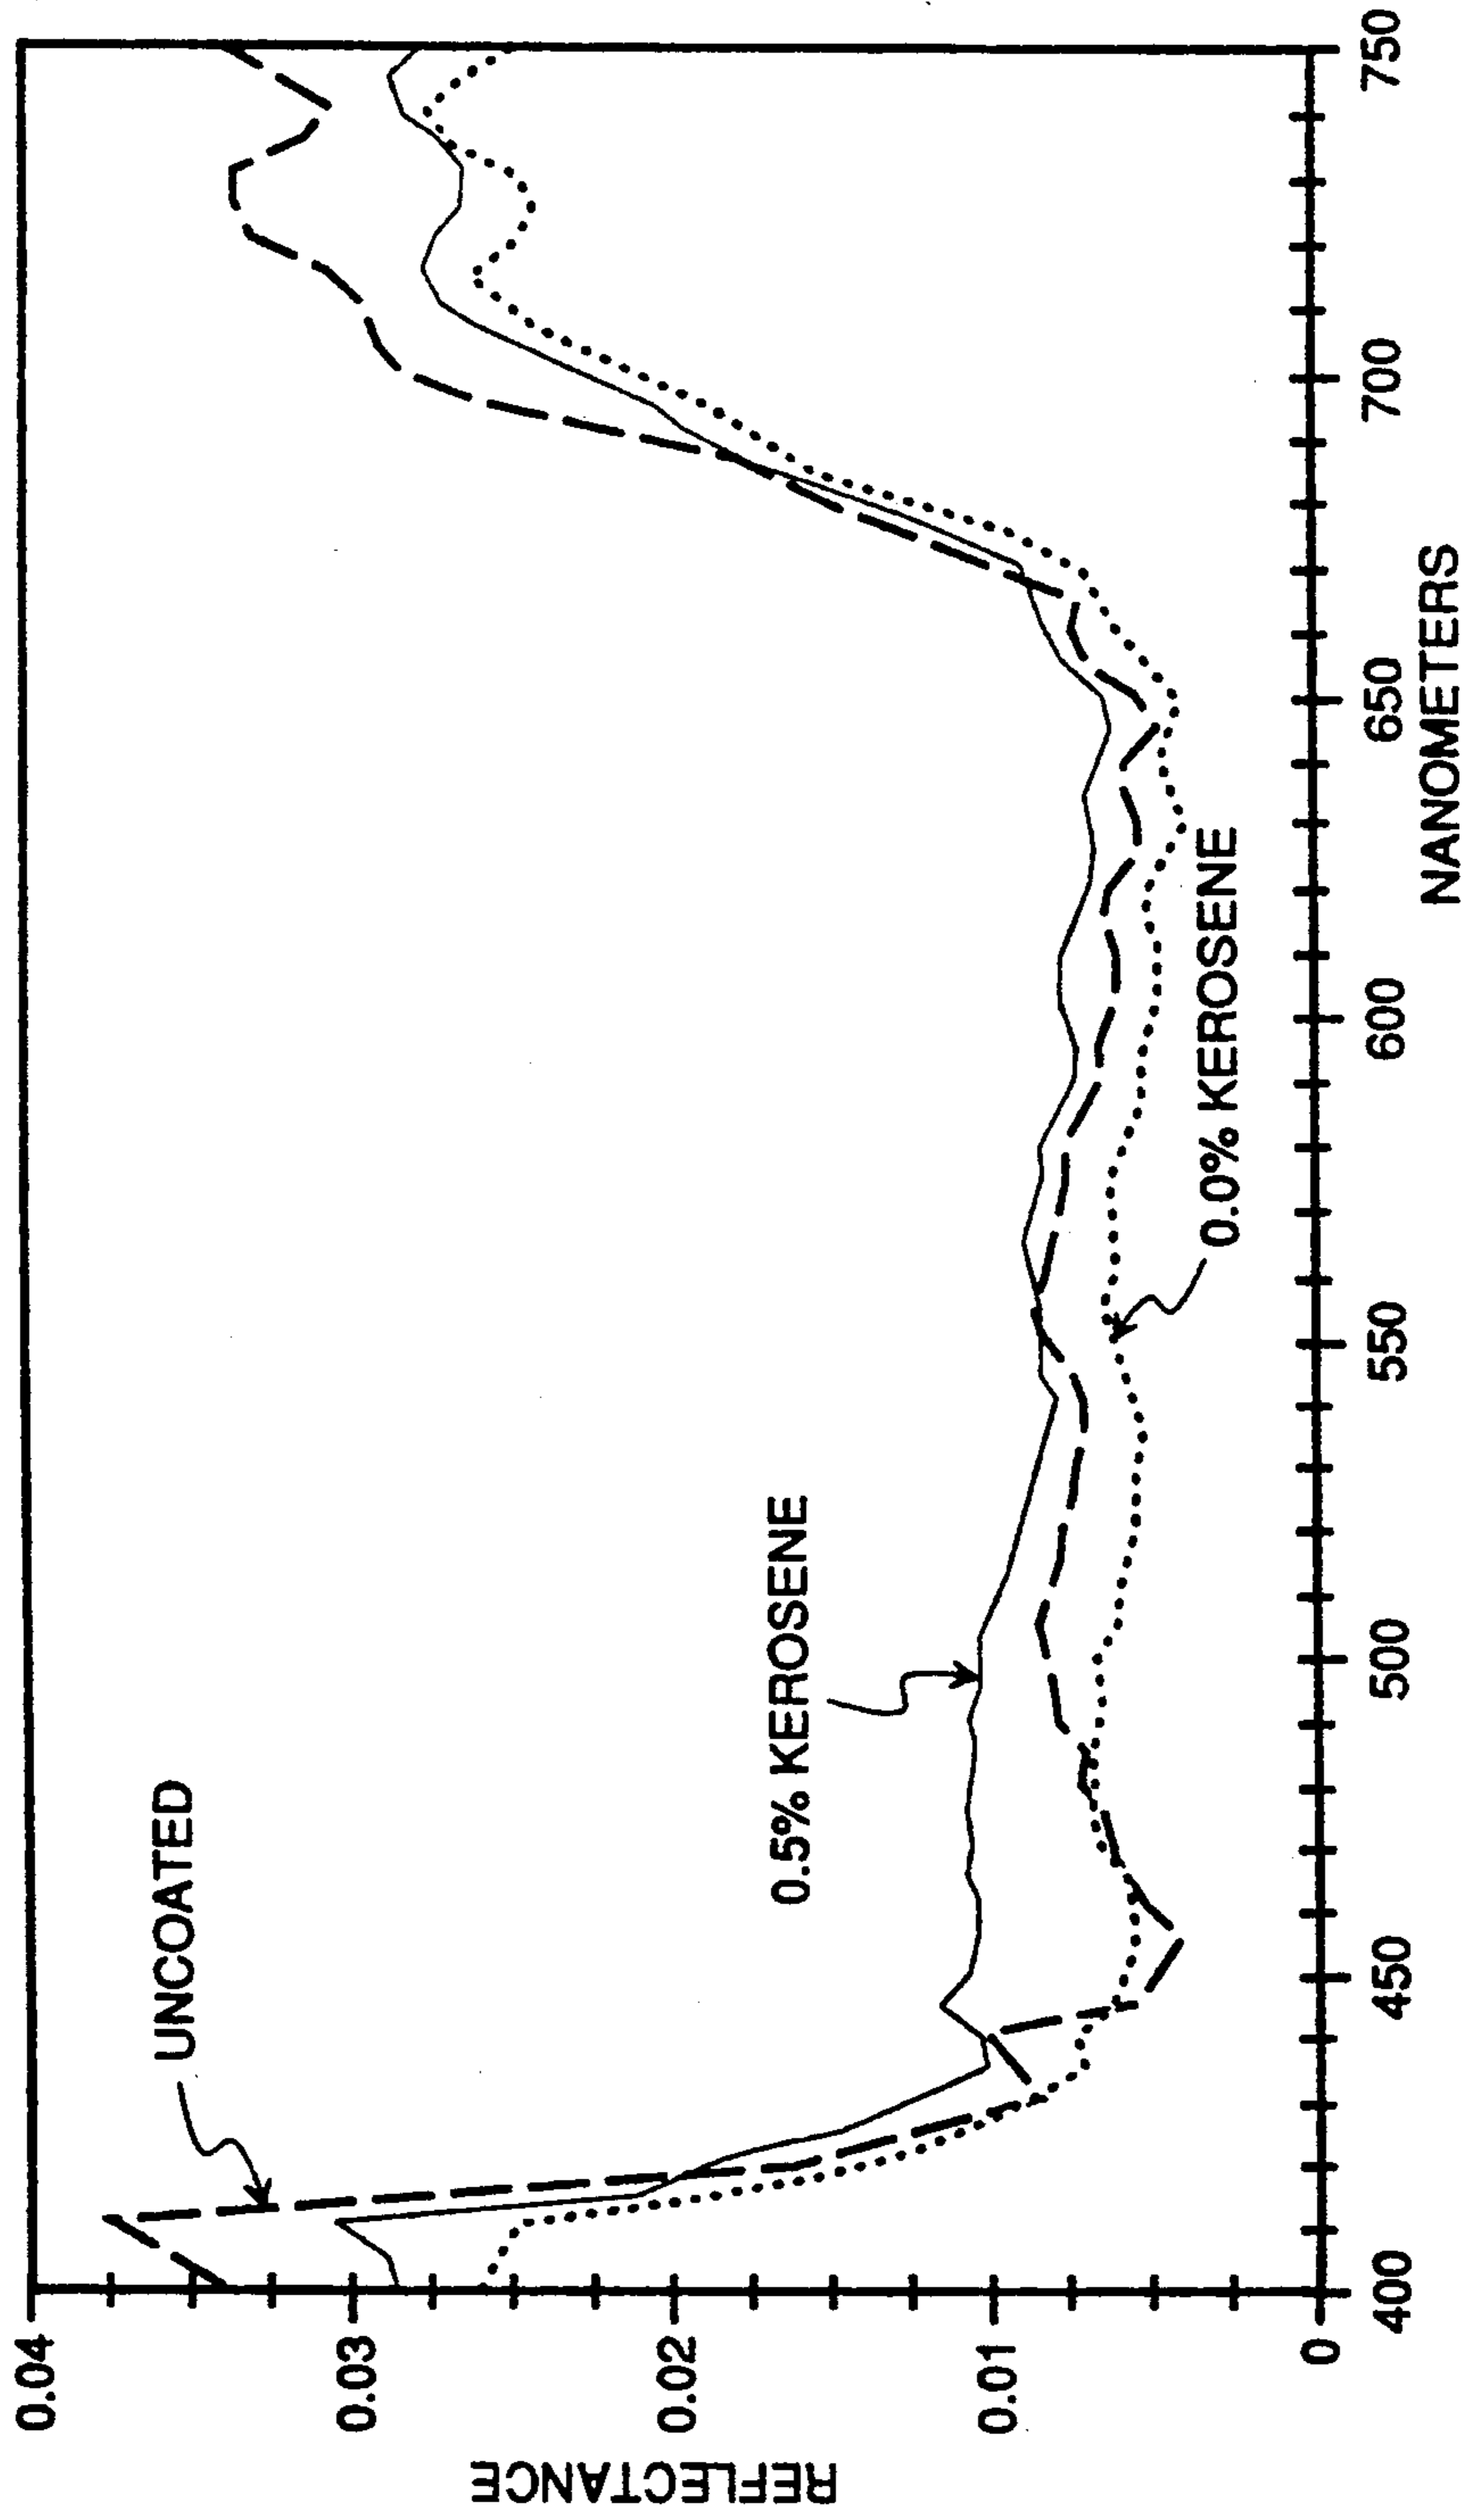 0.04
0.03
0.02
0.01
0
REFLECTANCE
UNCOATED
0.5% KEROSENE
0.0% KEROSENE
400
450
500
550
600
650
700
750
NANOMETERS